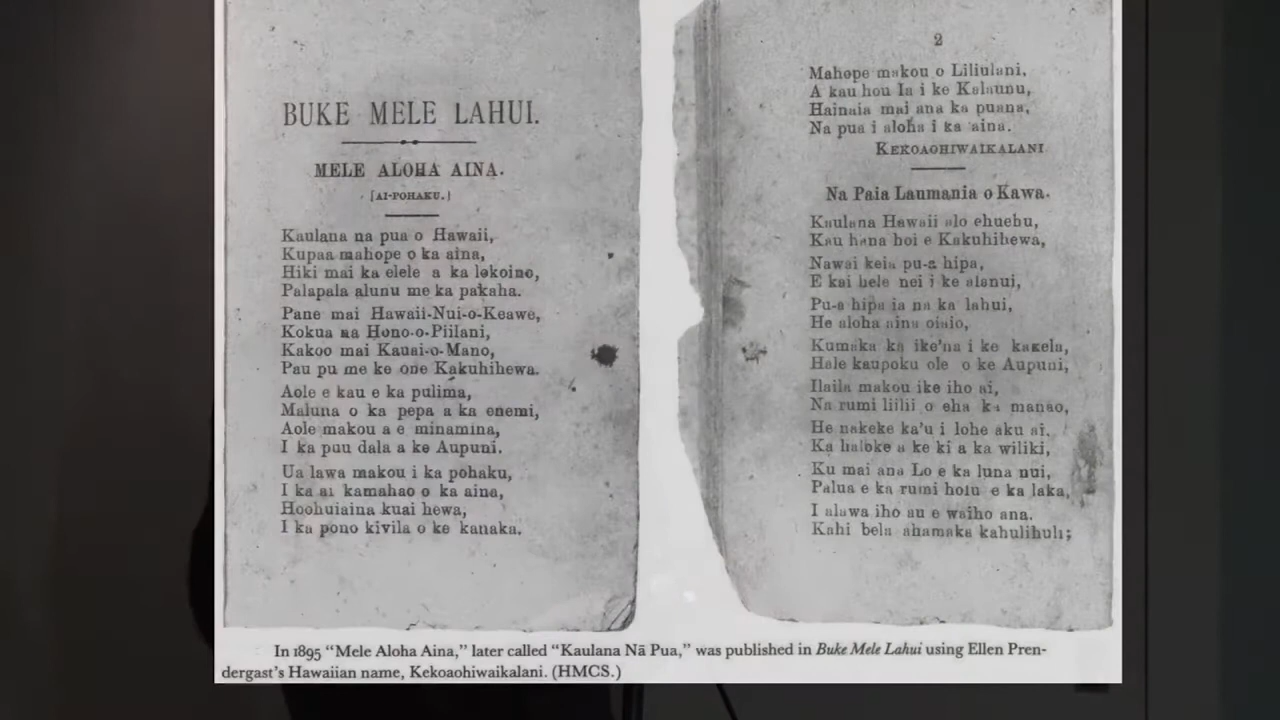 BUKE MELE LAHUI.
MELE ALOHA AINA.
[AI-POHAKU.]
Kaulana na pua o Hawaii,
Kupaa mahope o ka aina,
Hiki mai ka elele a ka lokoino,
Palapala alunu me ka pakaha.
Pane mai Hawaii-Nui-o-Keawe,
Kokua na Hono-o-Piilani,
Kakoo mai Kauai-o-Mano,
Pau pu me ke one Kakuhihewa.
Aole e kau e ka pulima,
Maluna o ka pepa a ka enemi,
Aole makou a e minamina,
I ka puu dala a ke Aupuni.
Ua lawa makou i ka pohaku,
I ka ai kamahao o ka aina,
Hoohuiaina kuai hewa,
I ka pono kivila o ke kanaka.
2
Mahope makou o Liliulani,
A kau hou Ia i ke Kalaunu,
Hainaia mai ana ka puana,
Na pua i aloha i ka aina.
KEKOAOHIWAIKALANI
Na Paia Laumania o Kawa.
Kaulana Hawaii alo ehuehu,
Kau hana hoi e Kakuhihewa,
Nawai keia pu-a hipa,
E kai hele nei i ke alanui,
Pu-a hipa ia na ka lahui,
He aloha aina oiaio,
Kumaka ka ike'na i ke kakela,
Hale kaupoku ole o ke Aupuni,
Ilaila makou ike iho ai,
Na rumi liilii o eha ka manao,
He nakeke ka'u i lohe aku ai,
Ka haloke a ke ki a ka wiliki,
Ku mai ana Lo e ka luna nui,
Palua e ka rumi holu e ka laka,
I alawa iho au e waiho ana.
Kahi bela ahamaka kahulihuli;
In 1895 “Mele Aloha Aina,” later called “Kaulana Nā Pua,” was published in Buke Mele Lahui using Ellen Pren-
dergast’s Hawaiian name, Kekoaohiwaikalani. (HMCS.)